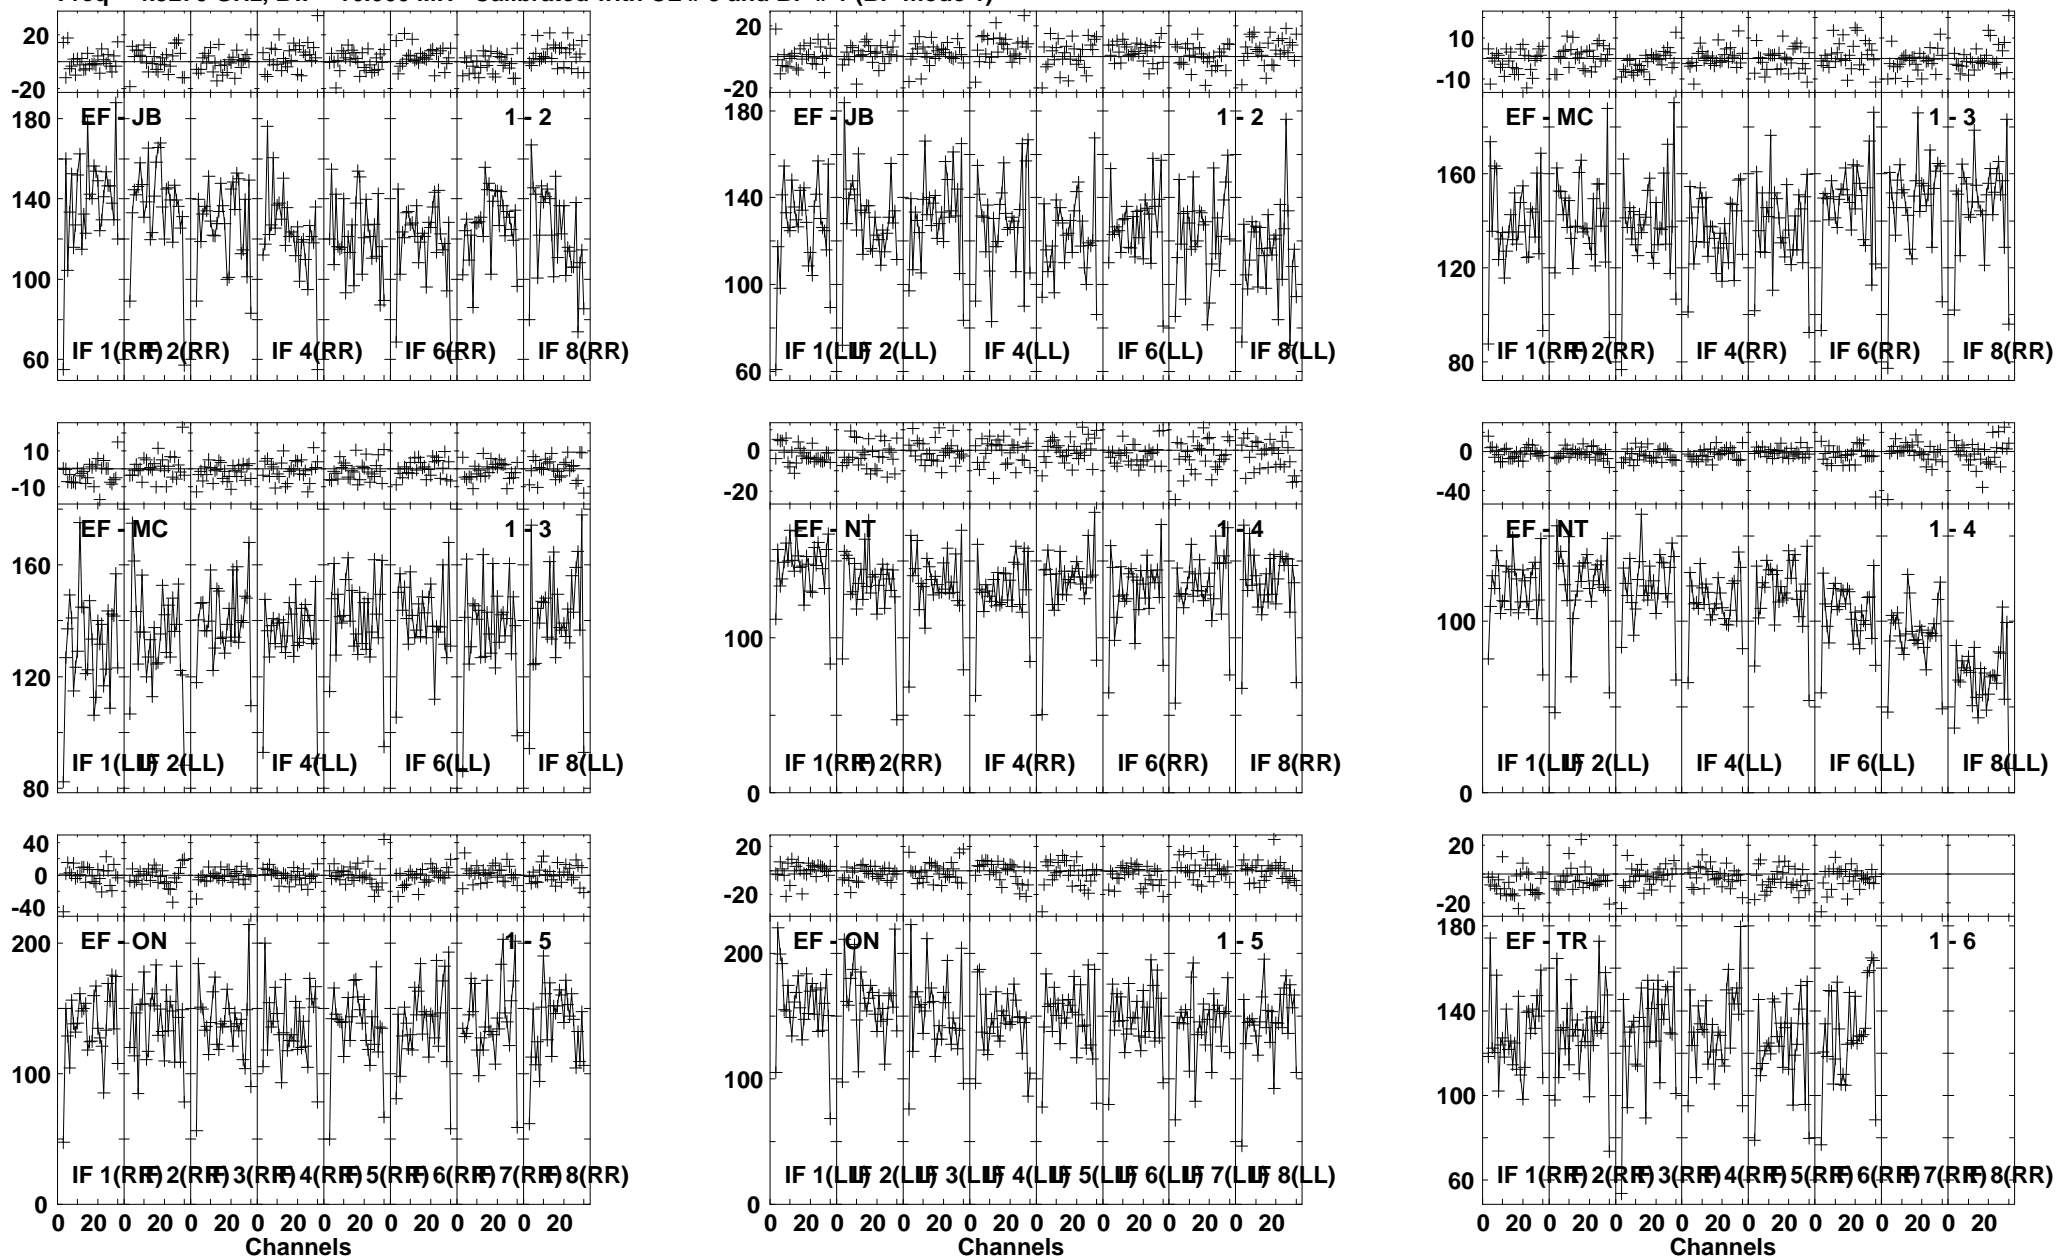 20
-20
180
140
100
60
EF - JB
1 - 2
IF 1(RR)
IF 2(RR)
IF 4(RR)
IF 6(RR)
IF 8(RR)
20
-20
180
140
100
60
EF - JB
1 - 2
IF 1(LL)
IF 2(LL)
IF 4(LL)
IF 6(LL)
IF 8(LL)
10
-10
160
120
80
EF - MC
1 - 3
IF 1(RR)
IF 2(RR)
IF 4(RR)
IF 6(RR)
IF 8(RR)
10
-10
160
120
80
EF - MC
1 - 3
IF 1(LL)
IF 2(LL)
IF 4(LL)
IF 6(LL)
IF 8(LL)
0
-20
100
0
EF - NT
1 - 4
IF 1(RR)
IF 2(RR)
IF 4(RR)
IF 6(RR)
IF 8(RR)
0
-40
100
0
EF - NT
1 - 4
IF 1(LL)
IF 2(LL)
IF 4(LL)
IF 6(LL)
IF 8(LL)
40
0
-40
200
100
0
EF - ON
1 - 5
IF 1(RR)
IF 2(RR)
IF 3(RR)
IF 4(RR)
IF 5(RR)
IF 6(RR)
IF 7(RR)
IF 8(RR)
0 20 0 20 0 20 0 20 0 20 0 20 0 20 0 20
Channels
20
-20
200
100
0
EF - ON
1 - 5
IF 1(LL)
IF 2(LL)
IF 3(LL)
IF 4(LL)
IF 5(LL)
IF 6(LL)
IF 7(LL)
IF 8(LL)
0 20 0 20 0 20 0 20 0 20 0 20 0 20 0 20
Channels
20
-20
180
140
100
60
EF - TR
1 - 6
IF 1(RR)
IF 2(RR)
IF 3(RR)
IF 4(RR)
IF 5(RR)
IF 6(RR)
IF 7(RR)
IF 8(RR)
0 20 0 20 0 20 0 20 0 20 0 20 0 20 0 20
Channels